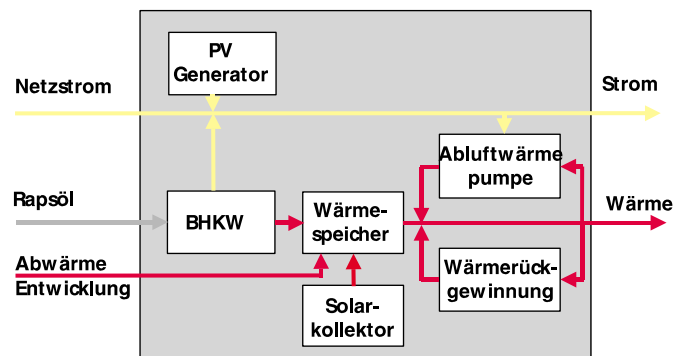 PV
Generator
Netzstrom
Strom
Abluftwärme
pumpe
Rapsöl
BHKW
Wärme-
speicher
Wärme
Abwärme
Entwicklung
Wärmerück-
gewinnung
Solar-
kollektor